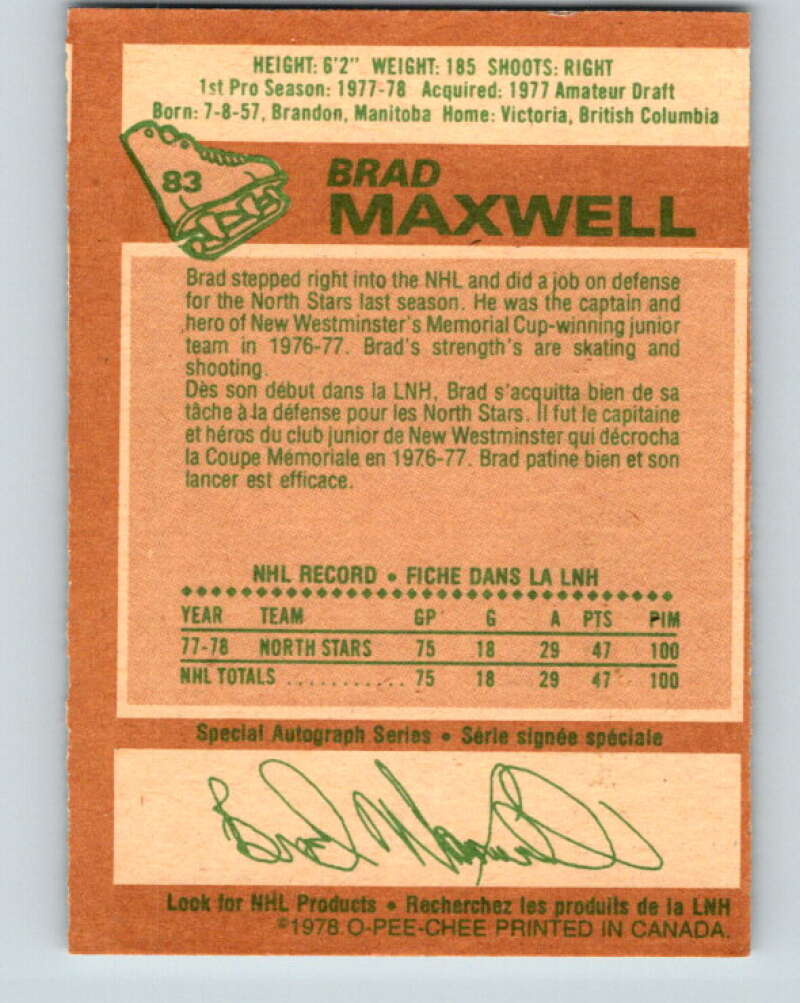 HEIGHT: 6'2" WEIGHT: 185 SHOOTS: RIGHT
1st Pro Season: 1977-78 Acquired: 1977 Amateur Draft
Born: 7-8-57, Brandon, Manitoba Home: Victoria, British Columbia
83
BRAD
MAXWELL
Brad stepped right into the NHL and did a job on defense
for the North Stars last season. He was the captain and
hero of New Westminster's Memorial Cup-winning junior
team in 1976-77. Brad's strength's are skating and
shooting.
Dès son début dans la LNH, Brad s'acquitta bien de sa
tâche à la défense pour les North Stars. Il fut le capitaine
et héros du club junior de New Westminster qui décrocha
la Coupe Memoriale en 1976-77. Brad patine bien et son
lancer est efficace.
NHL RECORD • FICHE DANS LA LNH
YEAR TEAM GP G A PTS PIM
77-78 NORTH STARS 75 18 29 47 100
NHL TOTALS ........... 75 18 29 47 100
Special Autograph Series • Série signée spéciale
Brad Maxwell
Look for NHL Products • Recherchez les produits de la LNH
©1978 O-PEE-CHEE PRINTED IN CANADA.